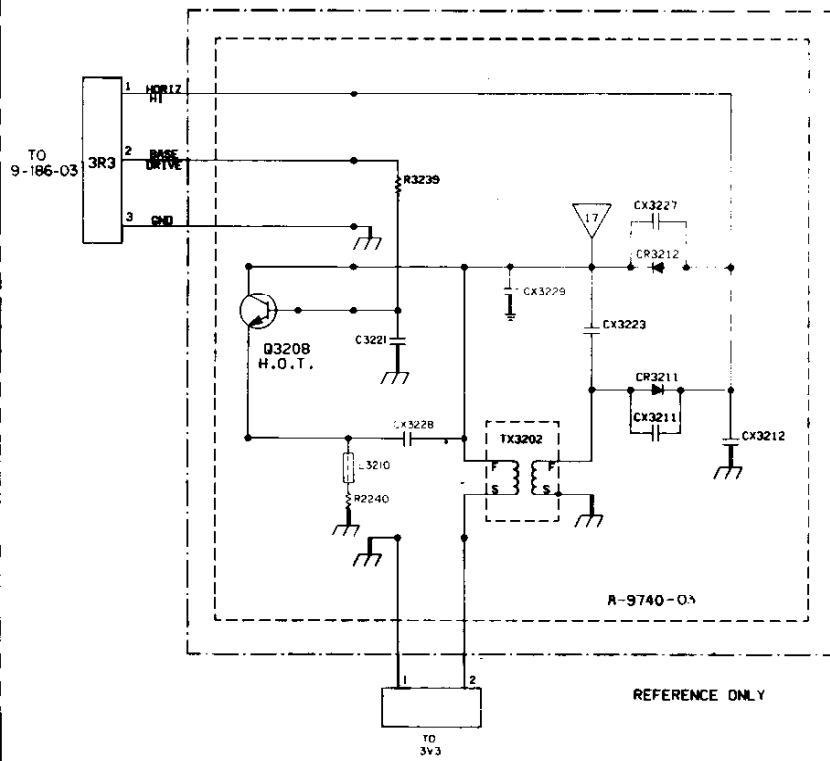 1 HORIZ
HI
TO
9-186-03
3R3
2 BASE
DRIVE
R3239
3 GND
17
CX3227
CR3212
CX3229
CX3223
Q3208
H.O.T.
C3221
CR3211
CX3211
CX3228
TX3202
CX3212
L3210
F F
S S
R2240
A-9740-03
1 2
REFERENCE ONLY
TO
3V3